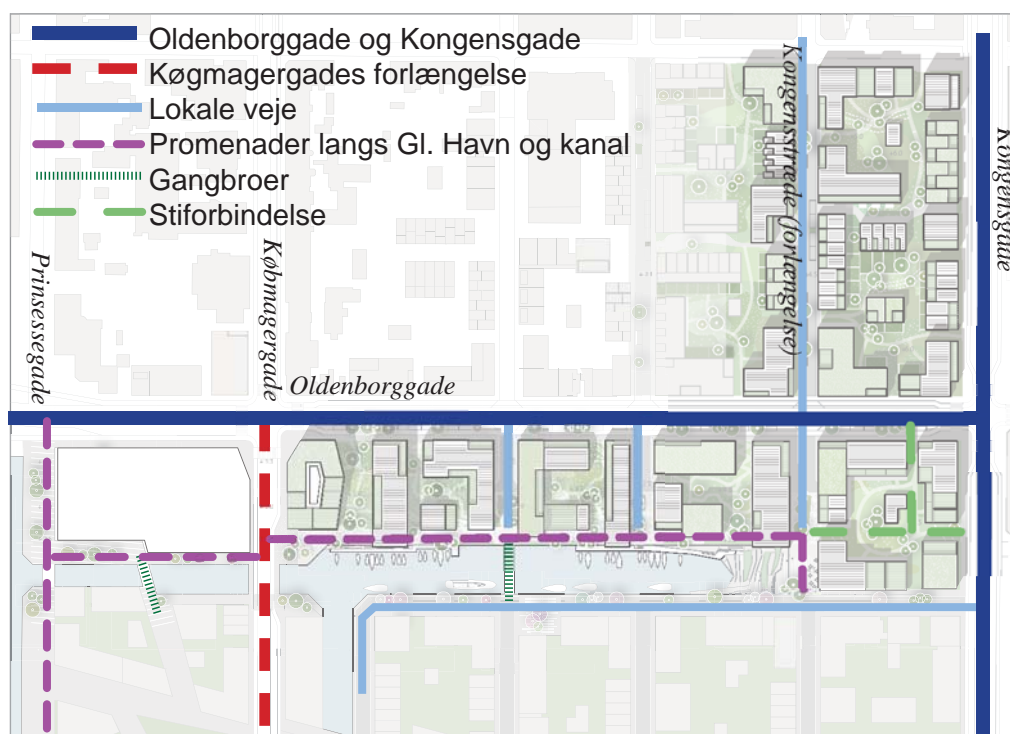 Oldenborggade og Kongensgade
Køgmagergades forlængelse
Lokale veje
Promenader langs Gl. Havn og kanal
Gangbroer
Stiforbindelse
Prinsessegade
Købmagergade
Oldenborggade
Kongensstræde (forlængelse)
Kongensgade